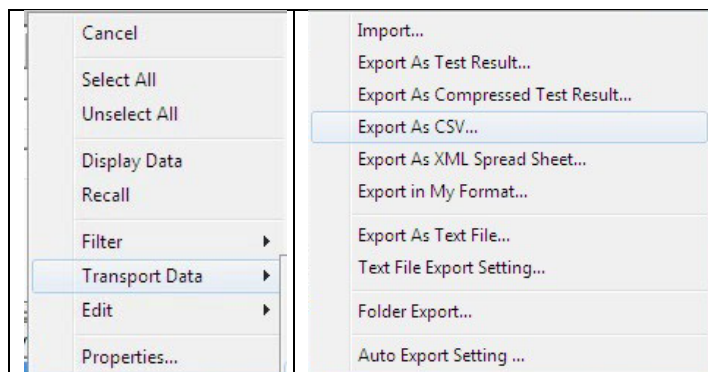 Cancel
Select All
Unselect All
Display Data
Recall
Filter
Transport Data
Edit
Properties...
Import...
Export As Test Result...
Export As Compressed Test Result...
Export As CSV...
Export As XML Spread Sheet...
Export in My Format...
Export As Text File...
Text File Export Setting...
Folder Export...
Auto Export Setting ...